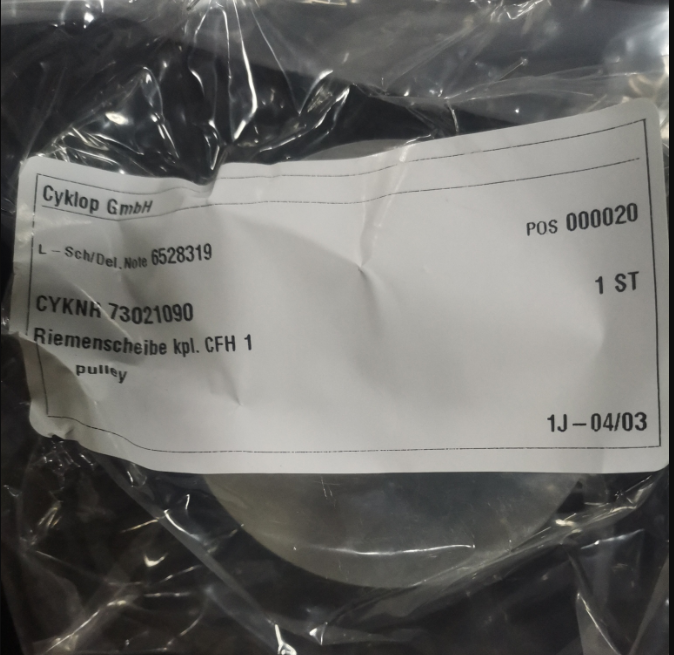 Cyklop GmbH
POS 000020
L - Sch/Del. Note 6528319
1 ST
CYKNR 73021090
Riemenscheibe kpl. CFH 1
pulley
1J-04/03